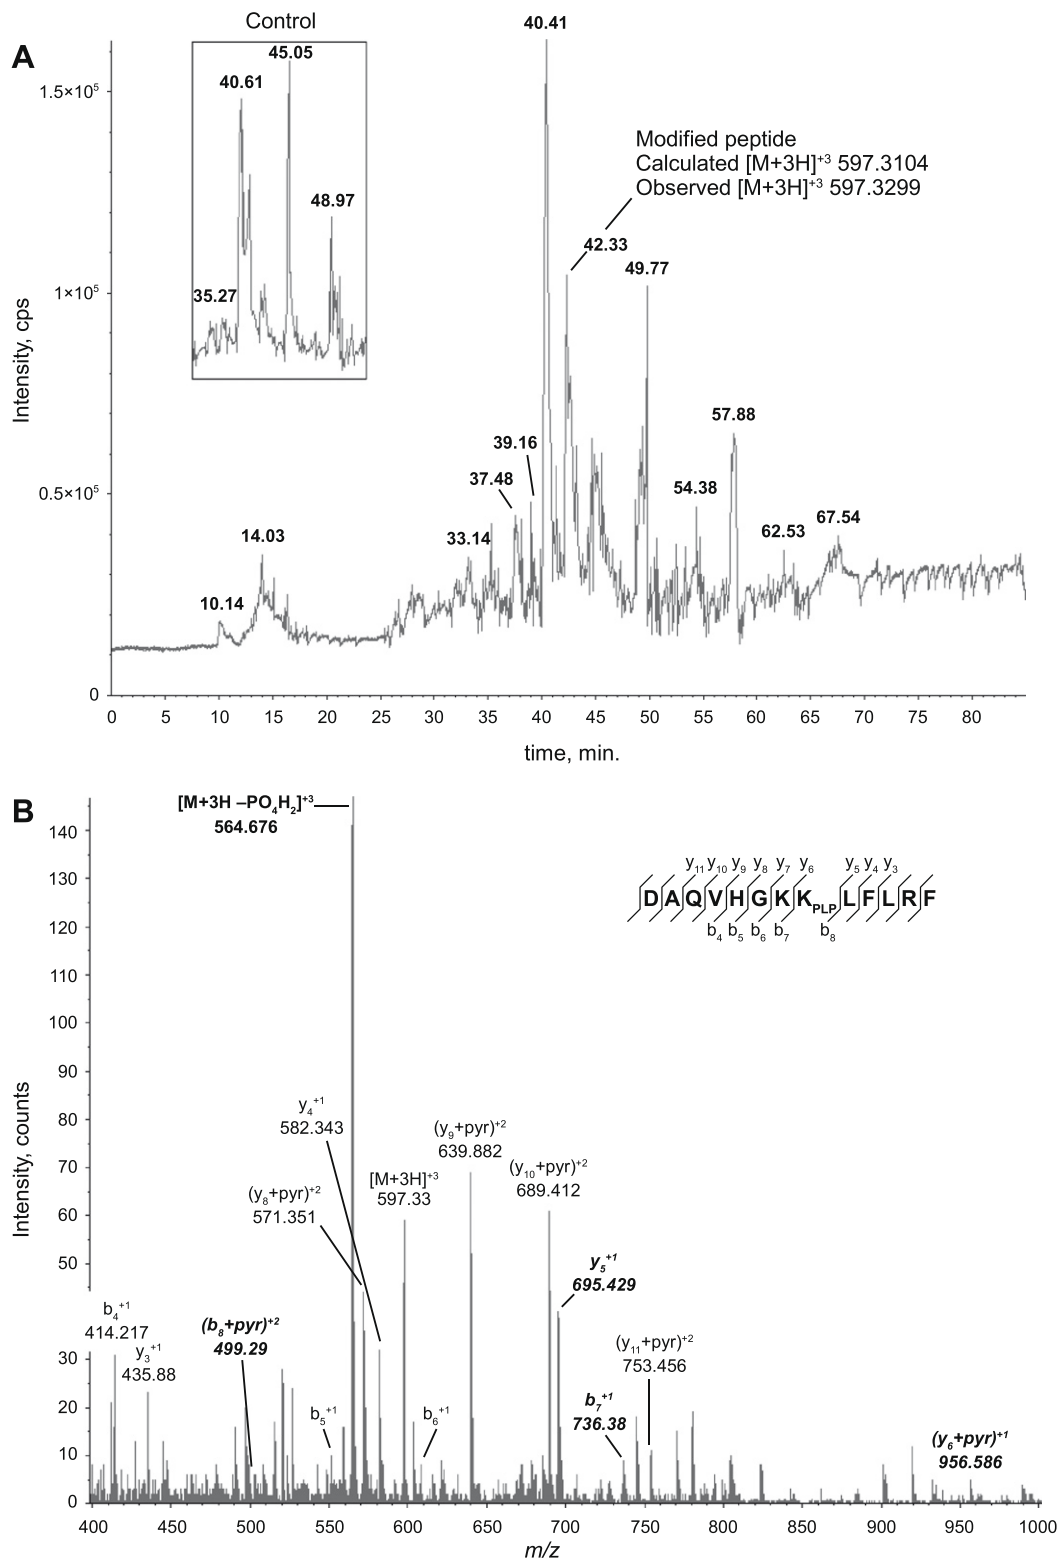 A
Control
40.61
45.05
48.97
35.27
40.41
Modified peptide
Calculated [M+3H]⁺³ 597.3104
Observed [M+3H]⁺³ 597.3299
42.33
49.77
57.88
39.16
37.48
54.38
33.14
62.53
67.54
14.03
10.14
1.5×10⁵
1×10⁵
0.5×10⁵
0
Intensity, cps
0 5 10 15 20 25 30 35 40 45 50 55 60 65 70 75 80
time, min.
B
[M+3H –PO₄H₂]⁺³
564.676
y₁₁ y₁₀ y₉ y₈ y₇ y₆ y₅ y₄ y₃
DAQVHGKK_PLP LFLRF
b₄ b₅ b₆ b₇ b₈
y₄⁺¹
582.343
(y₈+pyr)⁺²
571.351
[M+3H]⁺³
597.33
(y₉+pyr)⁺²
639.882
(y₁₀+pyr)⁺²
689.412
y₅⁺¹
695.429
b₄⁺¹
414.217
y₃⁺¹
435.88
(b₈+pyr)⁺²
499.29
b₅⁺¹
b₆⁺¹
b₇⁺¹
736.38
(y₁₁+pyr)⁺²
753.456
(y₆+pyr)⁺¹
956.586
140
130
120
110
100
90
80
70
60
50
30
20
10
0
Intensity, counts
400 450 500 550 600 650 700 750 800 850 900 950 1000
m/z